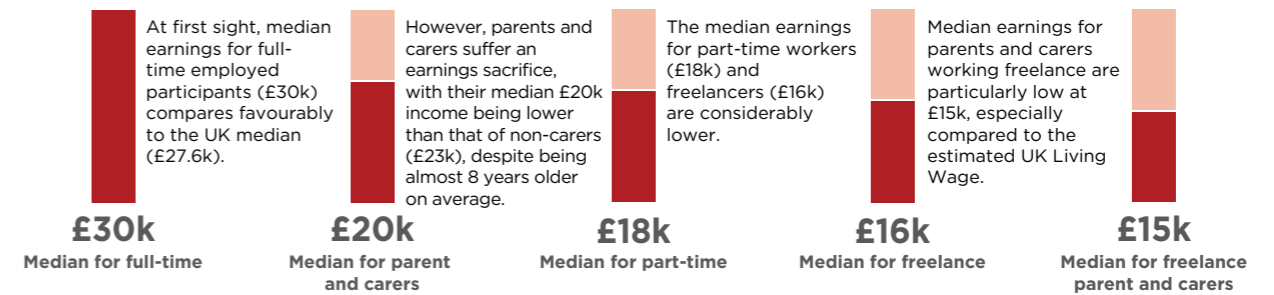 At first sight, median
earnings for full-
time employed
participants (£30k)
compares favourably
to the UK median
(£27.6k).
However, parents and
carers suffer an
earnings sacrifice,
with their median £20k
income being lower
than that of non-carers
(£23k), despite being
almost 8 years older
on average.
The median earnings
for part-time workers
(£18k) and
freelancers (£16k)
are considerably
lower.
Median earnings for
parents and carers
working freelance are
particularly low at
£15k, especially
compared to the
estimated UK Living
Wage.
£30k
Median for full-time
£20k
Median for parent
and carers
£18k
Median for part-time
£16k
Median for freelance
£15k
Median for freelance
parent and carers